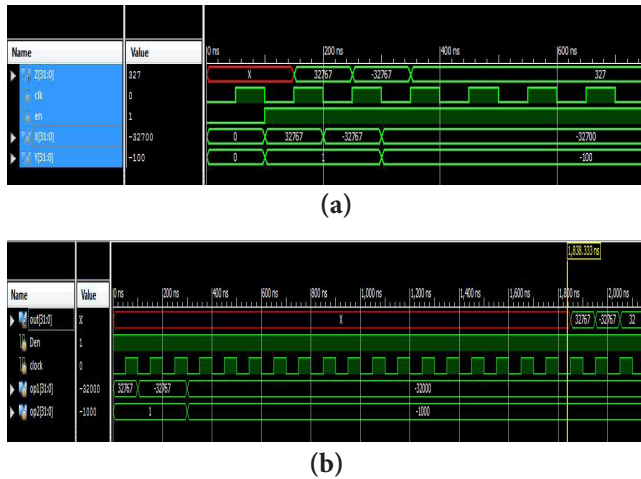 Name Value 0 ns 200 ns 400 ns 600 ns
Z[31:0] 327 X 32767 -32767 327
clk 0
en 1
X[31:0] -32700 0 32767 -32767 -32700
Y[31:0] -100 0 1 -100
(a)
1,838.333 ns
Name Value 0 ns 200 ns 400 ns 600 ns 800 ns 1,000 ns 1,200 ns 1,400 ns 1,600 ns 2,000 ns
out[31:0] X X 32767 -32767 32
Den 1
clock 0
op1[31:0] -32000 32767 -32767 -32000
op2[31:0] -1000 1 -1000
(b)